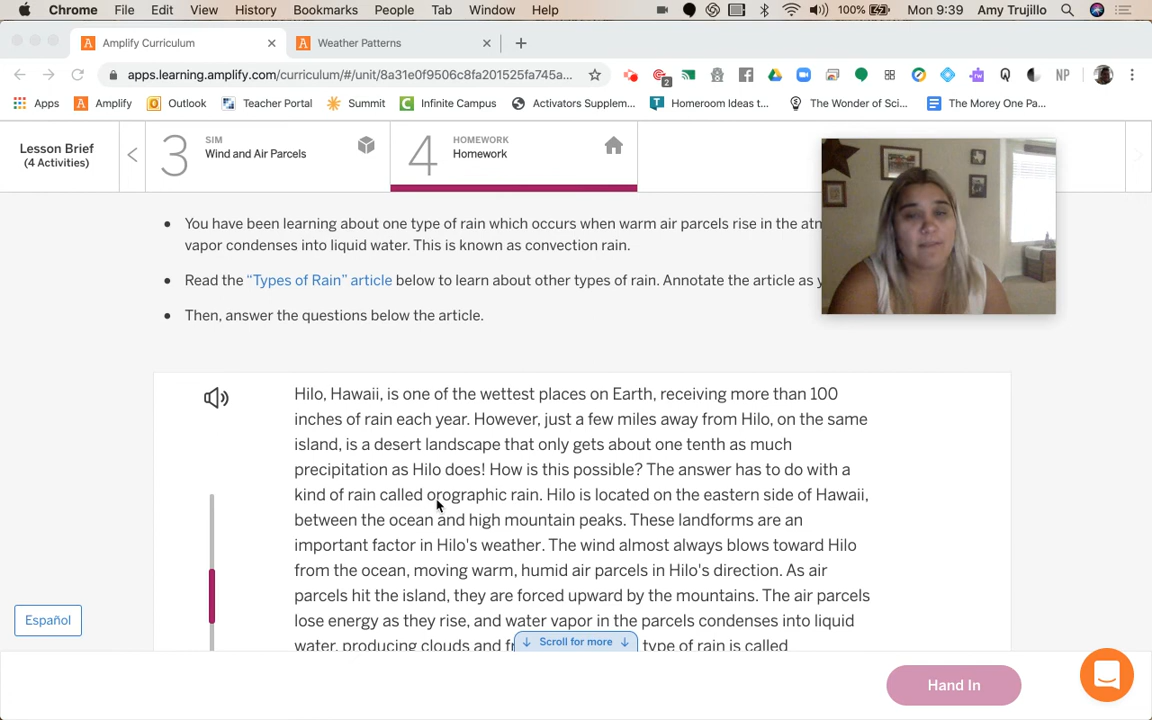 Chrome File Edit View History Bookmarks People Tab Window Help 100% Mon 9:39 Amy Trujillo
Amplify Curriculum Weather Patterns
apps.learning.amplify.com/curriculum/#/unit/8a31e0f9506c8fa201525fa745a... 2 NP
Apps Amplify Outlook Teacher Portal Summit Infinite Campus Activators Supplem... Homeroom Ideas t... The Wonder of Sci... The Morey One Pa...
Lesson Brief
(4 Activities)
3 SIM
Wind and Air Parcels
4 HOMEWORK
Homework
You have been learning about one type of rain which occurs when warm air parcels rise in the atn
vapor condenses into liquid water. This is known as convection rain.
Read the “Types of Rain” article below to learn about other types of rain. Annotate the article as y
Then, answer the questions below the article.
Hilo, Hawaii, is one of the wettest places on Earth, receiving more than 100
inches of rain each year. However, just a few miles away from Hilo, on the same
island, is a desert landscape that only gets about one tenth as much
precipitation as Hilo does! How is this possible? The answer has to do with a
kind of rain called orographic rain. Hilo is located on the eastern side of Hawaii,
between the ocean and high mountain peaks. These landforms are an
important factor in Hilo's weather. The wind almost always blows toward Hilo
from the ocean, moving warm, humid air parcels in Hilo's direction. As air
parcels hit the island, they are forced upward by the mountains. The air parcels
lose energy as they rise, and water vapor in the parcels condenses into liquid
water, producing clouds and type of rain is called
Scroll for more
Español
Hand In